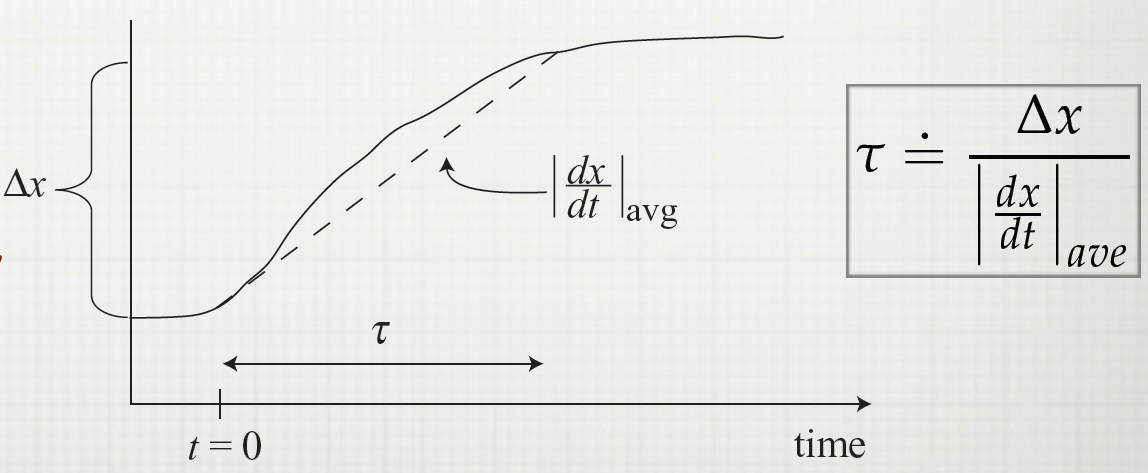 Δx
|dx/dt|avg
τ
t = 0
time
τ ≐ Δx / |dx/dt|ave